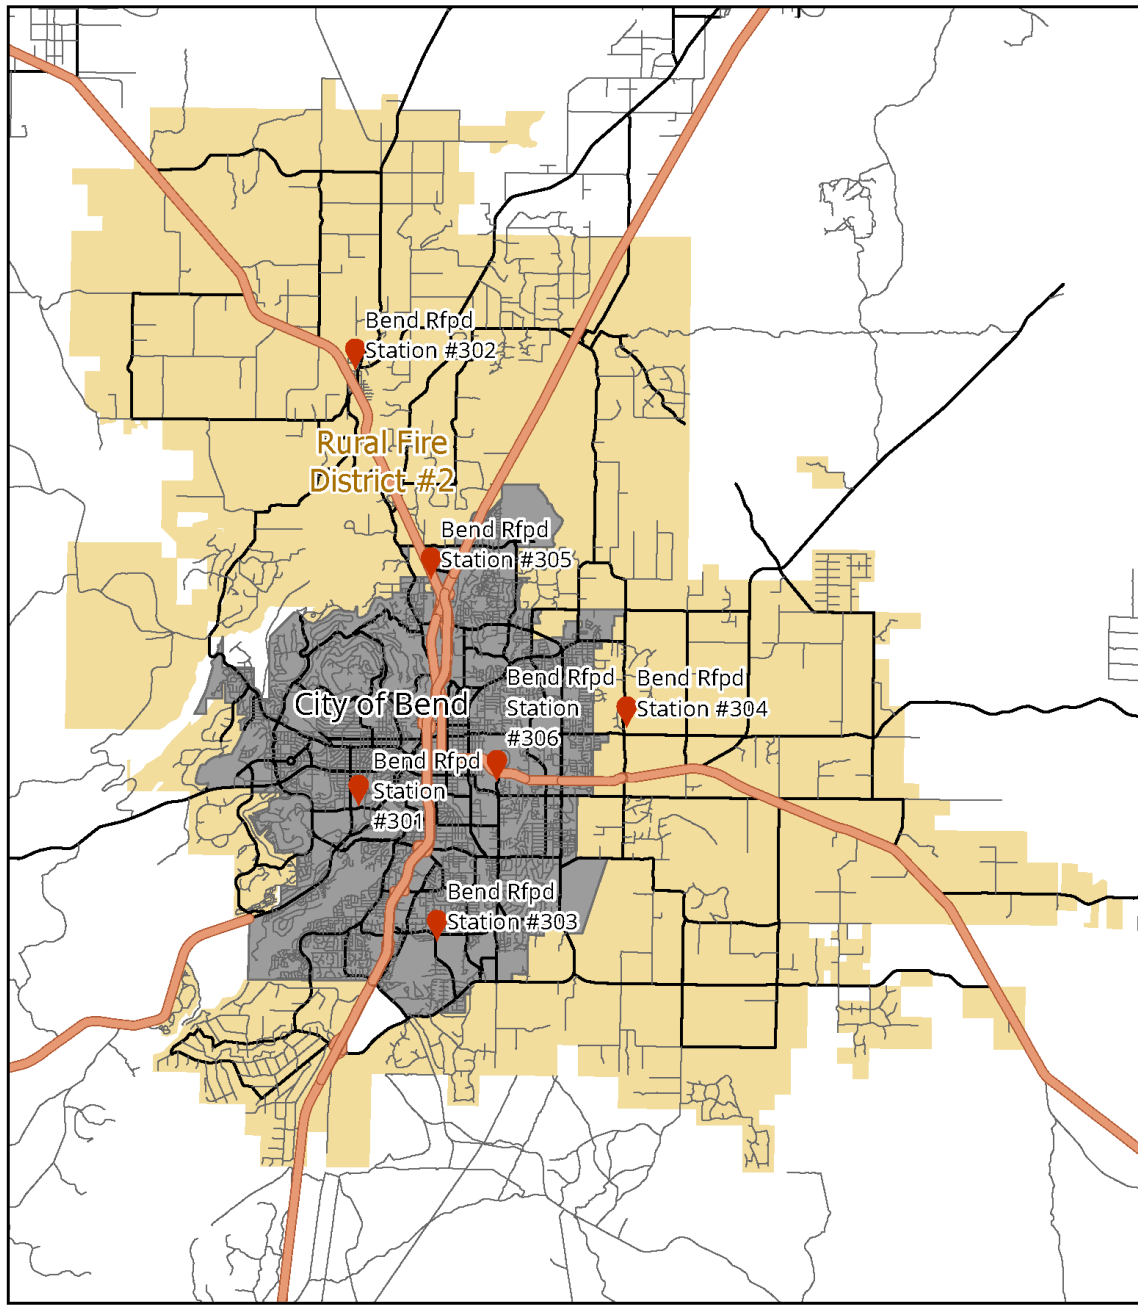 Bend Rfpd
Station #302
Rural Fire
District #2
Bend Rfpd
Station #305
Bend Rfpd
Station
#306
Bend Rfpd
Station #304
City of Bend
Bend Rfpd
Station
#301
Bend Rfpd
Station #303